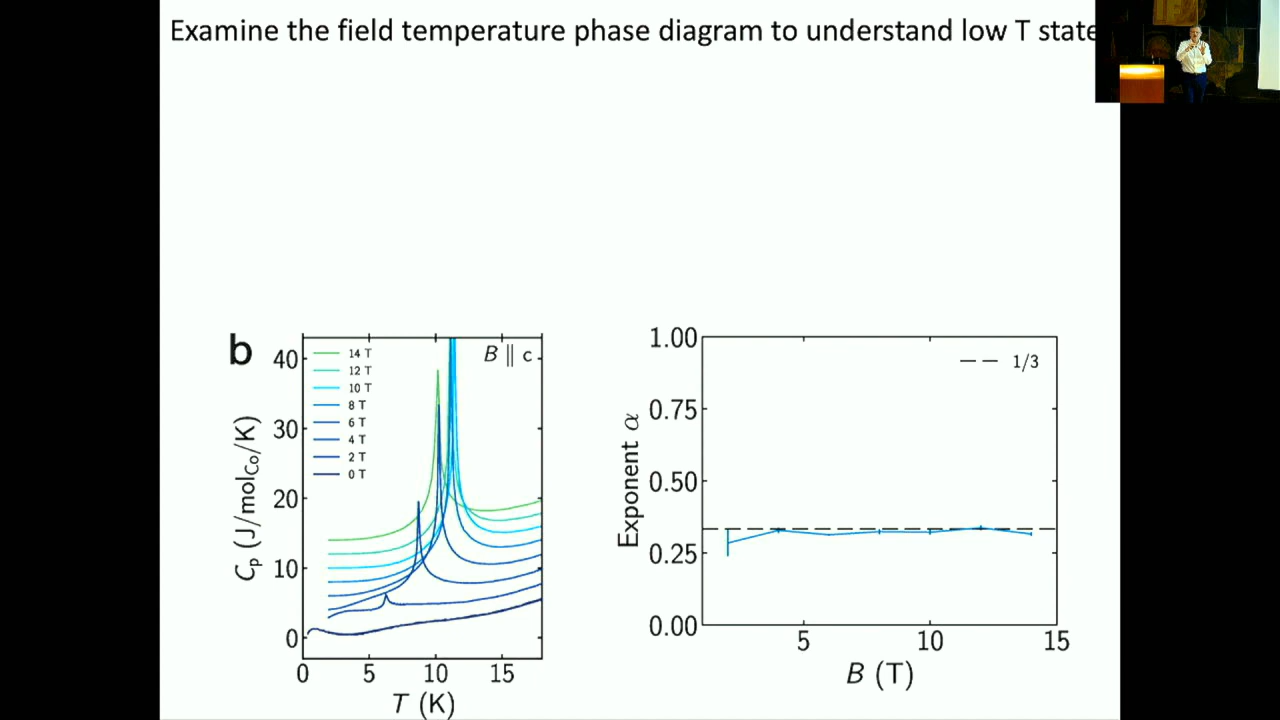 Examine the field temperature phase diagram to understand low T state
b
B ∥ c
14 T
12 T
10 T
8 T
6 T
4 T
2 T
0 T
40
30
20
10
0
Cp (J/molCo/K)
0 5 10 15
T (K)
1.00
0.75
0.50
0.25
0.00
Exponent α
1/3
5 10 15
B (T)